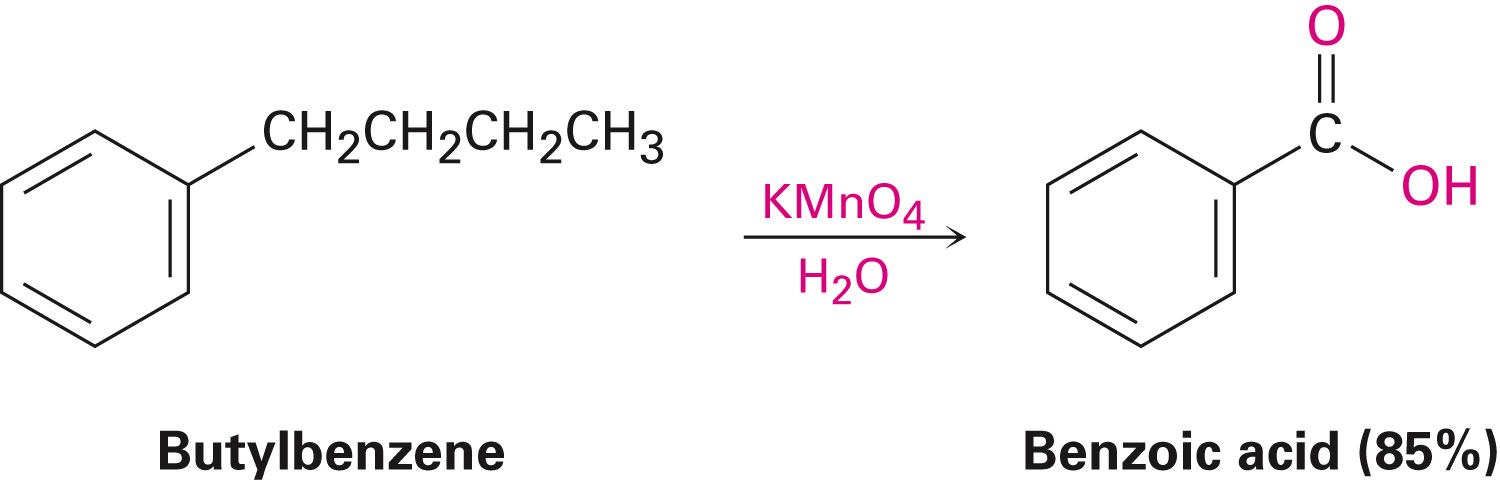 O
CH₂CH₂CH₂CH₃
C
OH
KMnO₄
H₂O
Butylbenzene
Benzoic acid (85%)